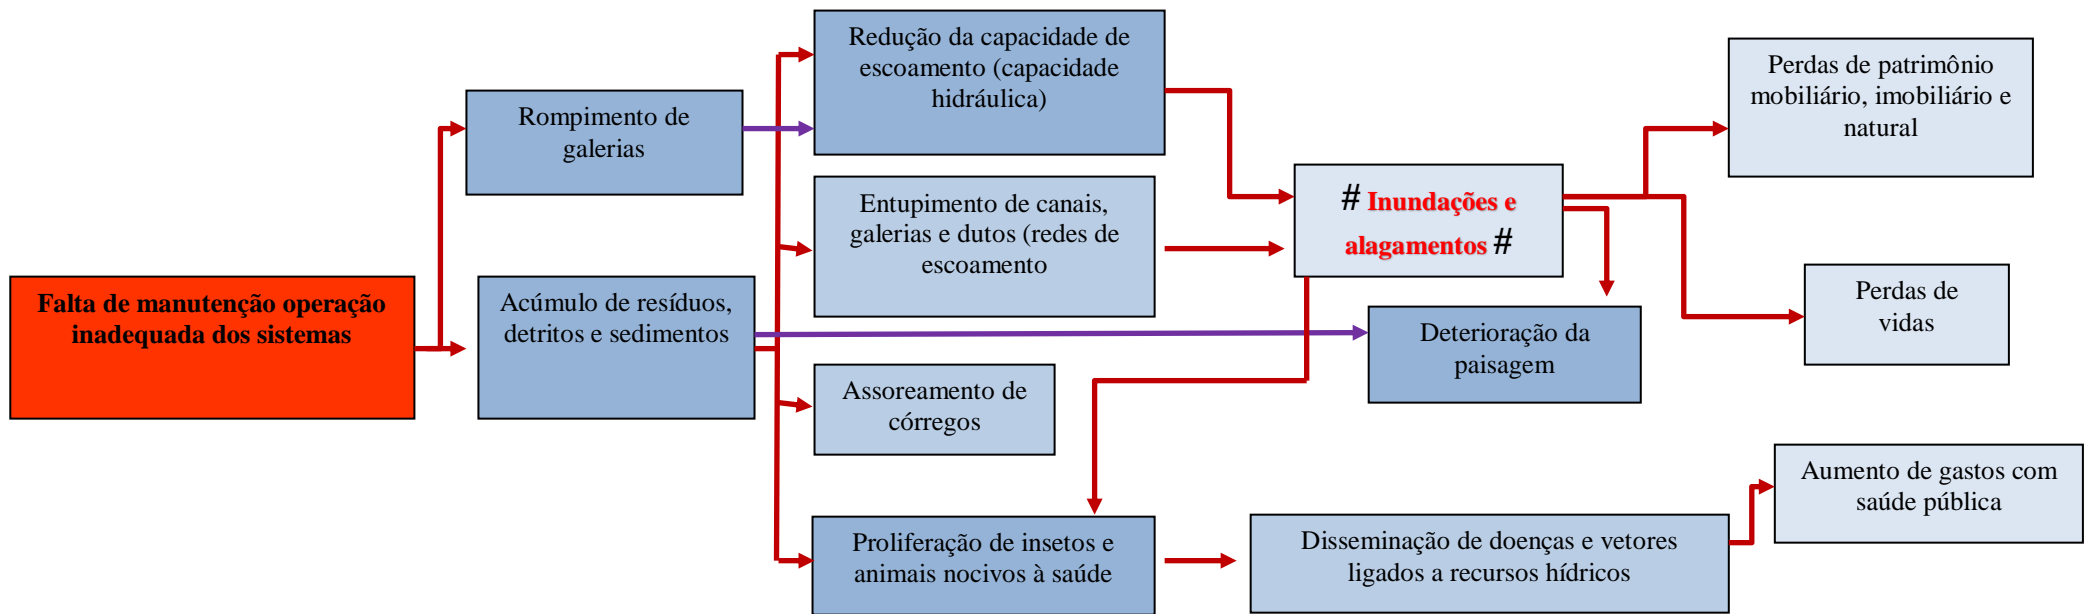 Redução da capacidade de
escoamento (capacidade
hidráulica)
Perdas de patrimônio
mobiliário, imobiliário e
natural
Rompimento de
galerias
Entupimento de canais,
galerias e dutos (redes de
escoamento
# Inundações e
alagamentos #
Falta de manutenção operação
inadequada dos sistemas
Acúmulo de resíduos,
detritos e sedimentos
Perdas de
vidas
Deterioração da
paisagem
Assoreamento de
córregos
Aumento de gastos com
saúde pública
Proliferação de insetos e
animais nocivos à saúde
Disseminação de doenças e vetores
ligados a recursos hídricos